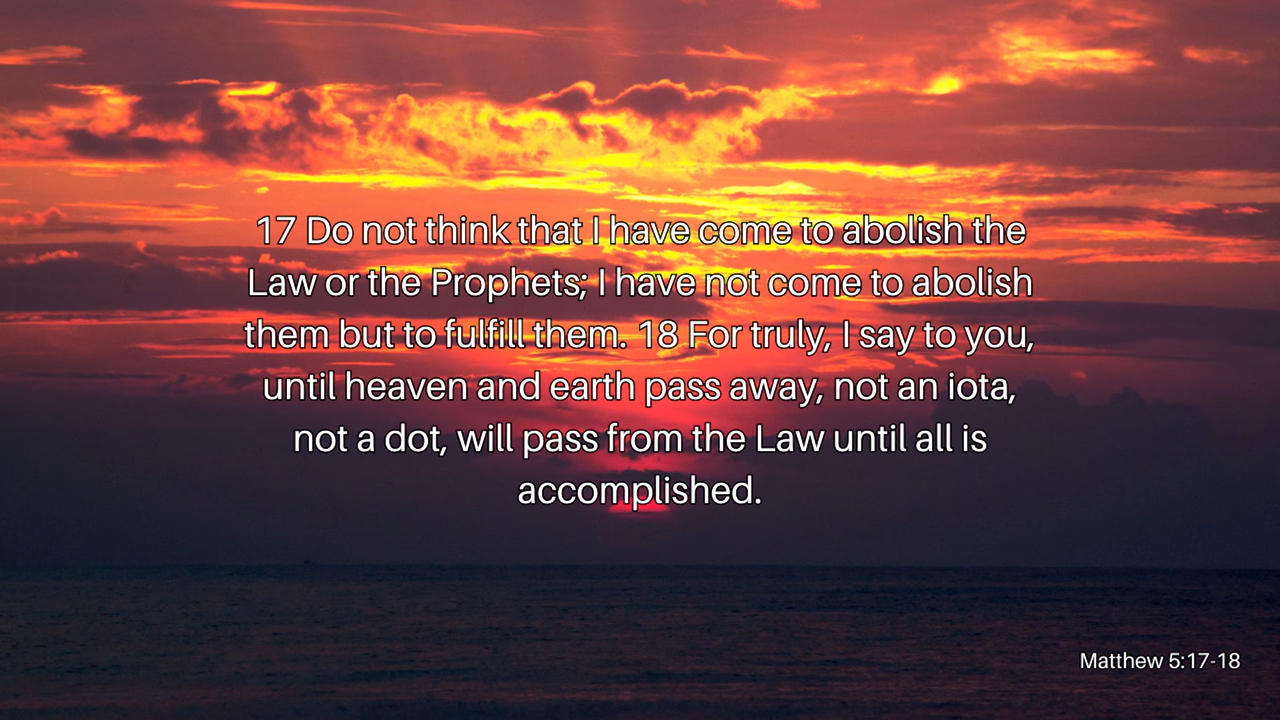 17 Do not think that I have come to abolish the
Law or the Prophets; I have not come to abolish
them but to fulfill them. 18 For truly, I say to you,
until heaven and earth pass away, not an iota,
not a dot, will pass from the Law until all is
accomplished.
Matthew 5:17-18